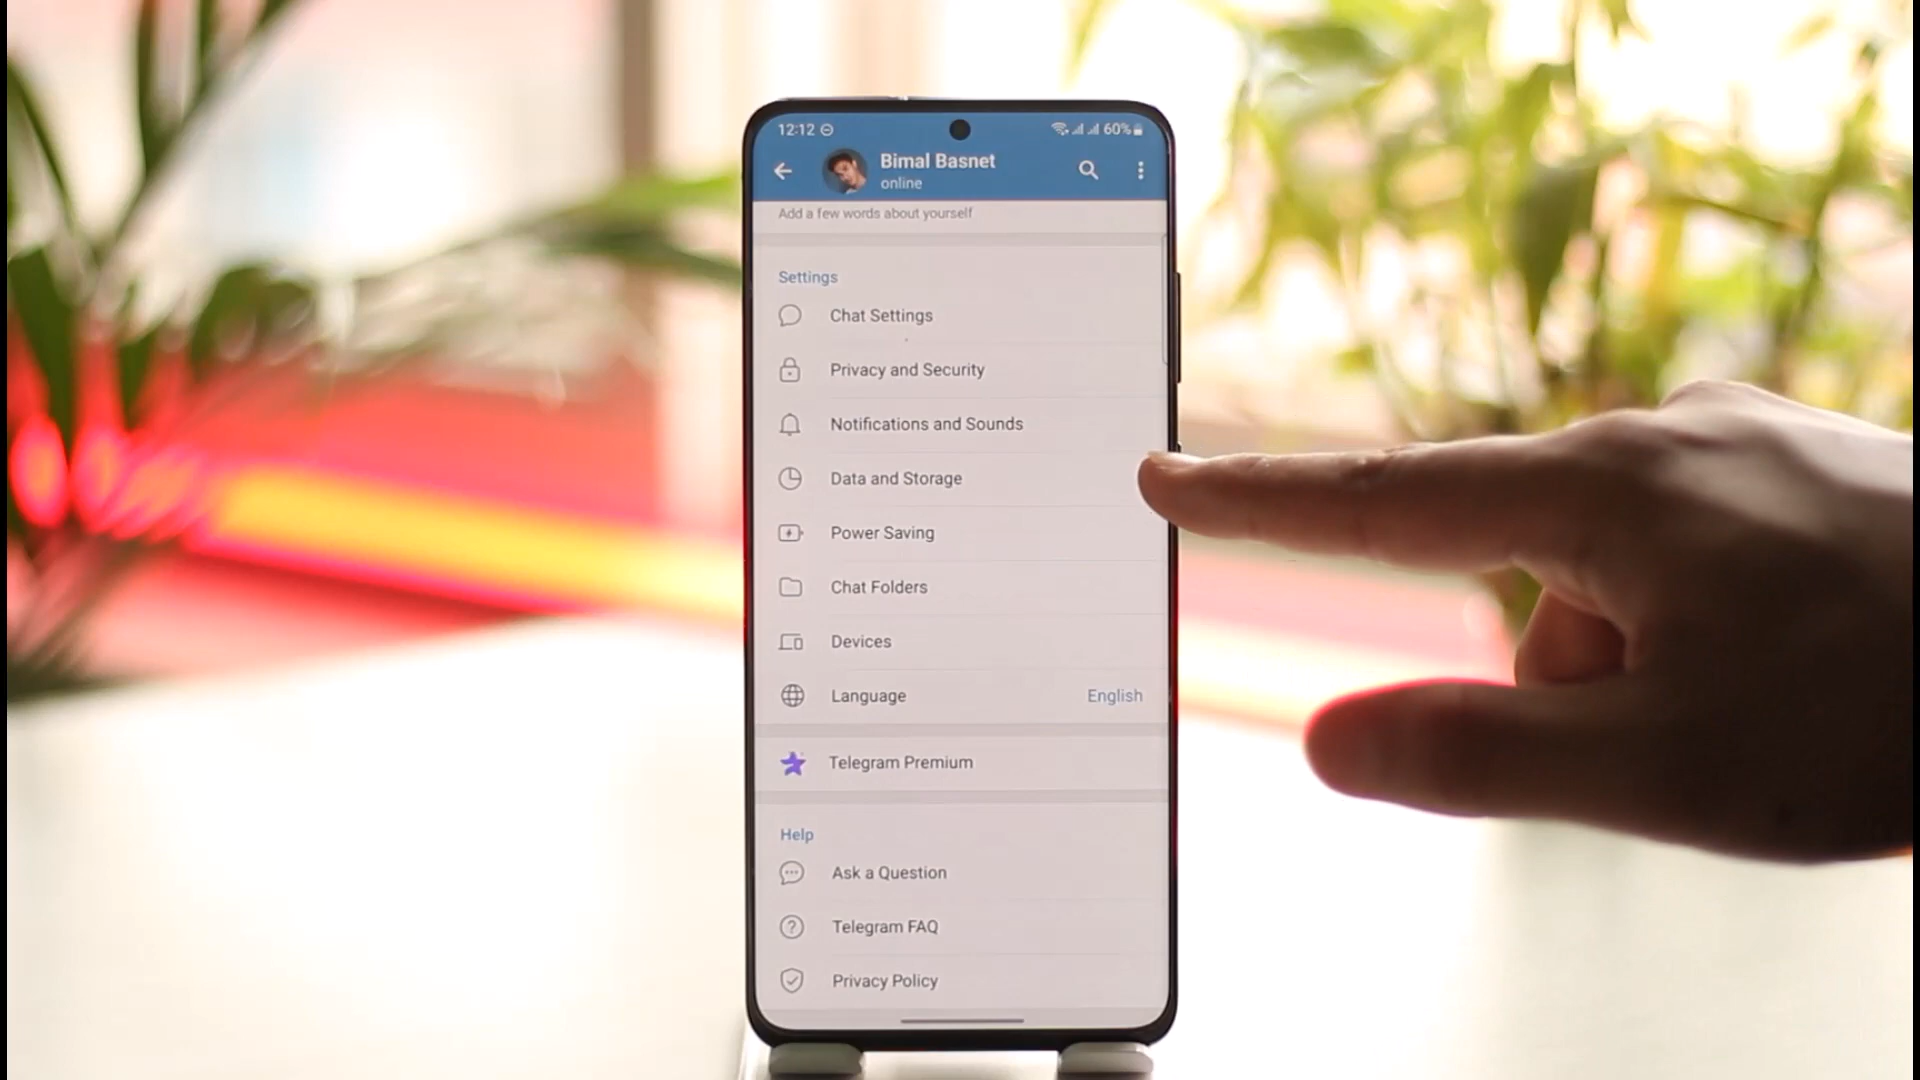 12:12 60%
Bimal Basnet
online
Add a few words about yourself
Settings
Chat Settings
Privacy and Security
Notifications and Sounds
Data and Storage
Power Saving
Chat Folders
Devices
Language English
Telegram Premium
Help
Ask a Question
Telegram FAQ
Privacy Policy